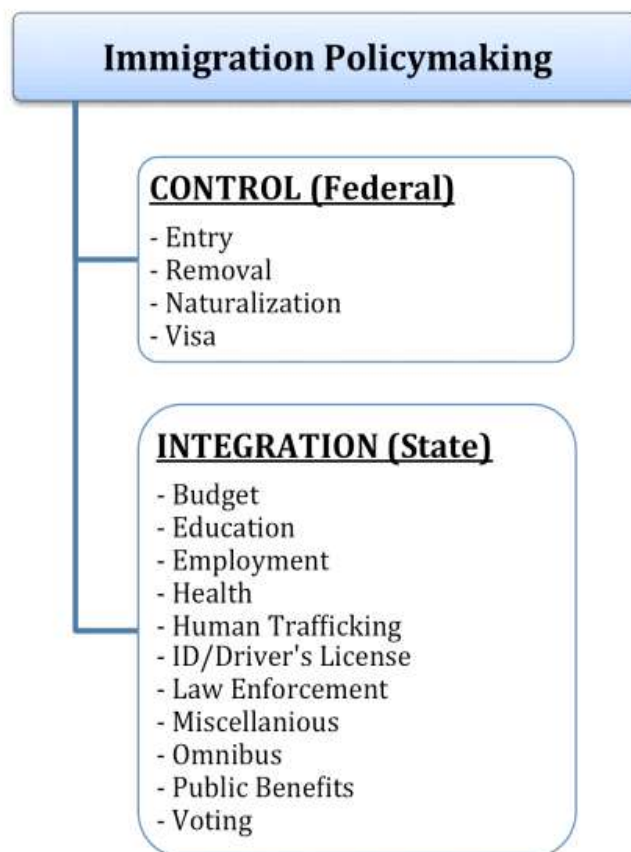 Immigration Policymaking
CONTROL (Federal)
- Entry
- Removal
- Naturalization
- Visa
INTEGRATION (State)
- Budget
- Education
- Employment
- Health
- Human Trafficking
- ID/Driver's License
- Law Enforcement
- Miscellanious
- Omnibus
- Public Benefits
- Voting